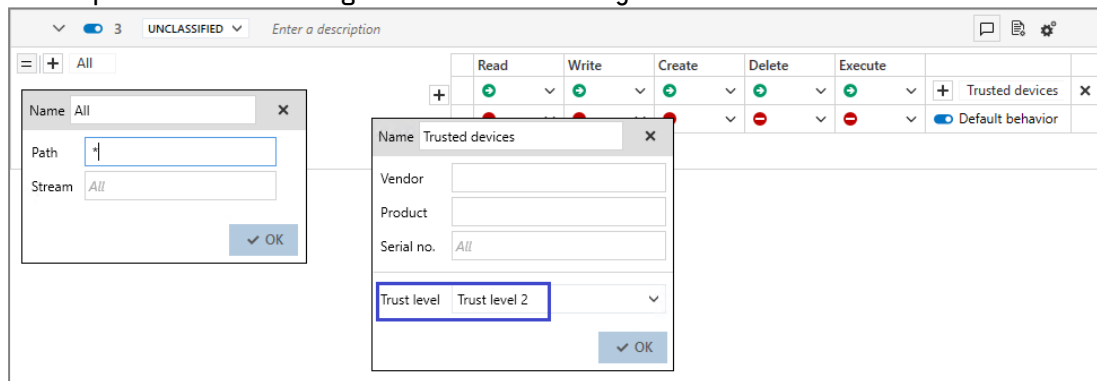 3 UNCLASSIFIED Enter a description
All
Read Write Create Delete Execute
Trusted devices
Default behavior
Name All
Path *
Stream All
OK
Name Trusted devices
Vendor
Product
Serial no. All
Trust level Trust level 2
OK